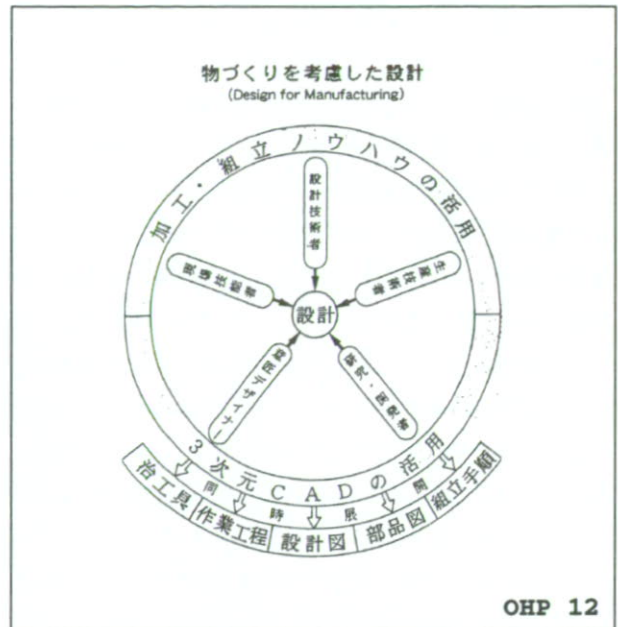 物づくりを考慮した設計
(Design for Manufacturing)
加工・組立ノウハウの活用
設計技術者
生産技術者
現場技能者
設計
機能デザイナー
3次元CADの活用
同時展開
治工具
作業工程
設計図
部品図
組立手順
OHP 12